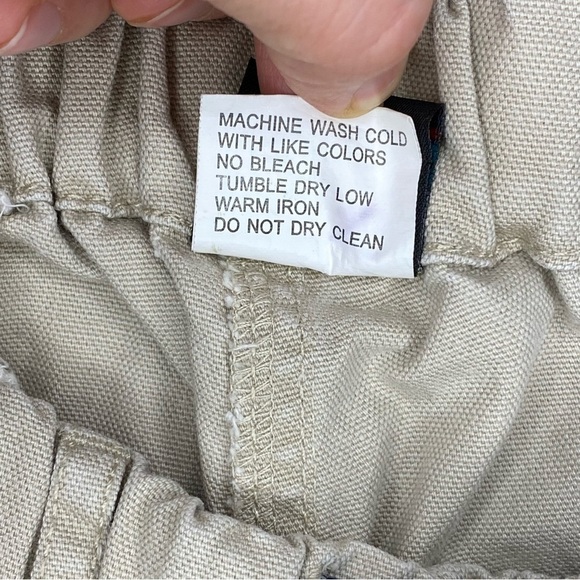 MACHINE WASH COLD
WITH LIKE COLORS
NO BLEACH
TUMBLE DRY LOW
WARM IRON
DO NOT DRY CLEAN